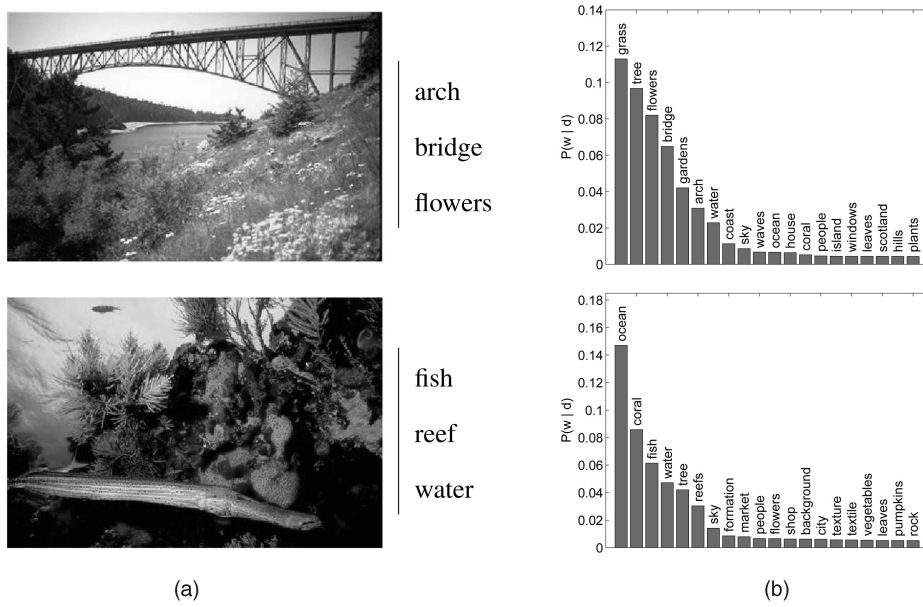 arch
bridge
flowers
0.14
0.12
0.1
0.08
0.06
0.04
0.02
0
P(w | d)
grass
tree
flowers
bridge
gardens
arch
water
coast
sky
waves
ocean
house
coral
people
island
windows
leaves
scotland
hills
plants
fish
reef
water
0.18
0.16
0.14
0.12
0.1
0.08
0.06
0.04
0.02
0
P(w | d)
ocean
coral
fish
water
tree
reefs
sky
formation
market
people
flowers
shop
background
city
texture
textile
vegetables
leaves
pumpkins
rock
(a)
(b)